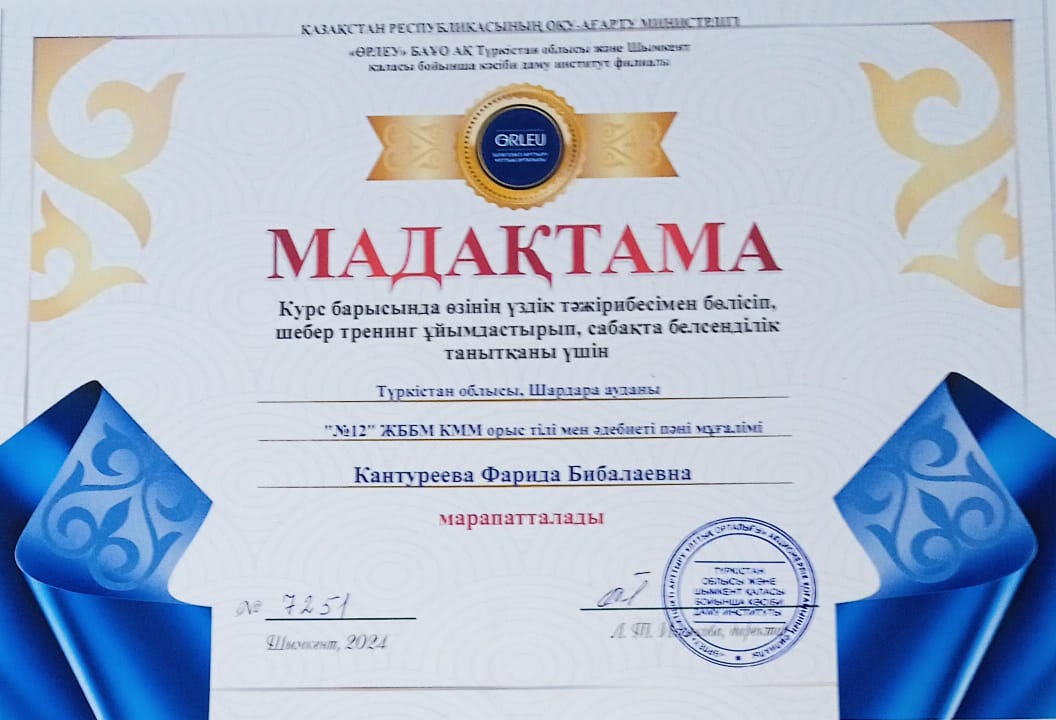 ҚАЗАҚСТАН РЕСПУБЛИКАСЫНЫҢ ОҚУ-АҒАРТУ МИНИСТРЛІГІ
«ӨРЛЕУ» БАҰО АҚ Түркістан облысы және Шымкент
қаласы бойынша кәсіби даму институт филиалы
ӨRLEU
МАДАҚТАМА
Курс барысында өзінің үздік тәжірибесімен бөлісіп,
шебер тренинг ұйымдастырып, сабақта белсенділік
танытқаны үшін
Түркістан облысы, Шардара ауданы
"№12" ЖББМ КММ орыс тілі мен әдебиеті пәні мұғалімі
Кантуреева Фарида Бибалаевна
марапатталады
№ 7251
Шымкент, 2024
Л. Т. директор
ТҮРКІСТАН
ОБЛЫСЫ ЖӘНЕ
ШЫМКЕНТ ҚАЛАСЫ
БОЙЫНША КӘСІБИ
ДАМУ ИНСТИТУТЫ